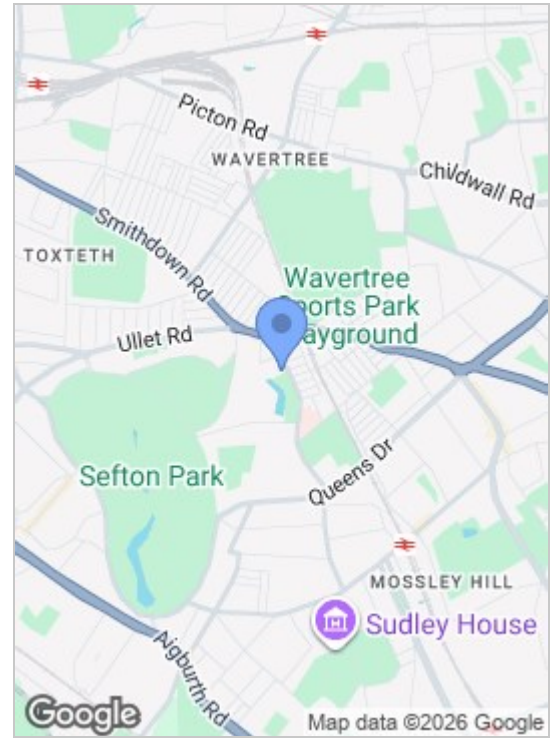 Picton Rd
WAVERTREE
Childwall Rd
Smithdown Rd
TOXTETH
Wavertree
Sports Park
Playground
Ullet Rd
Sefton Park
Queens Dr
MOSSLEY HILL
Sudley House
Aigburth Rd
Google
Map data ©2026 Google